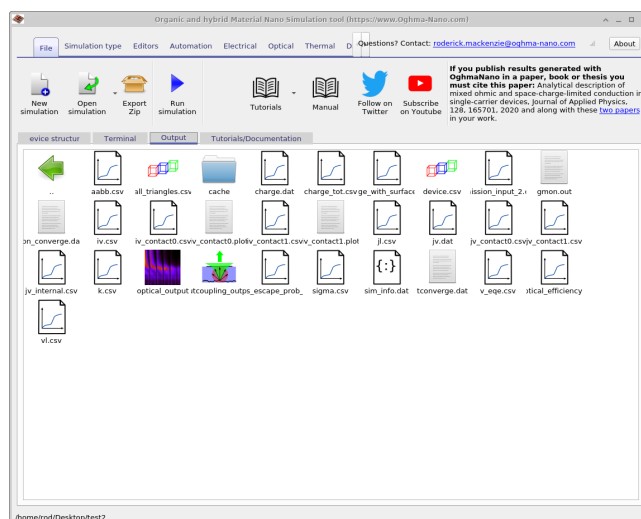 Organic and hybrid Material Nano Simulation tool (https://www.Oghma-Nano.com)
File Simulation type Editors Automation Electrical Optical Thermal D Questions? Contact: roderick.mackenzie@oghma-nano.com About
New simulation
Open simulation
Export Zip
Run simulation
Tutorials
Manual
Follow on Twitter
Subscribe on Youtube
If you publish results generated with
OghmaNano in a paper, book or thesis you
must cite this paper: Analytical description of
mixed ohmic and space-charge-limited conduction in
single-carrier devices, Journal of Applied Physics,
128, 165701, 2020 and along with these two papers
in your work.
evice structur Terminal Output Tutorials/Documentation
.. aabb.csv all_triangles.csv cache charge.dat charge_tot.csv ge_with_surface device.csv ission_input_2. gmon.out
on_converge.da iv.csv iv_contact0.csv iv_contact0.plot iv_contact1.csv iv_contact1.plot jl.csv jv.dat jv_contact0.csv jv_contact1.csv
jv_internal.csv k.csv optical_output tcoupling_outp s_escape_prob_ sigma.csv sim_info.dat tconverge.dat v_eqe.csv tical_efficiency
vl.csv
/home/rod/Desktop/test2